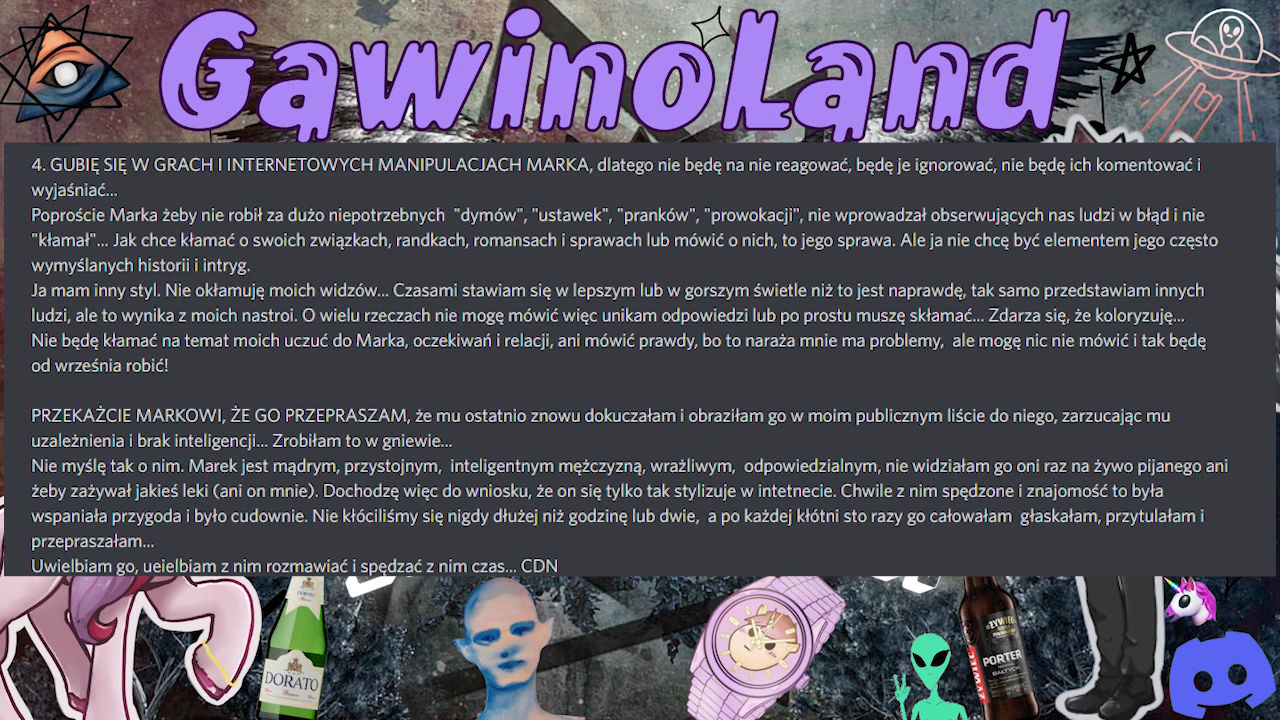 GawinoLand
4. GUBIĘ SIĘ W GRACH I INTERNETOWYCH MANIPULACJACH MARKA, dlatego nie będę na nie reagować, będę je ignorować, nie będę ich komentować i
wyjaśniać...
Poproście Marka żeby nie robił za dużo niepotrzebnych "dymów", "ustawek", "pranków", "prowokacji", nie wprowadzał obserwujących nas ludzi w błąd i nie
"kłamał"... Jak chce kłamać o swoich związkach, randkach, romansach i sprawach lub mówić o nich, to jego sprawa. Ale ja nie chcę być elementem jego często
wymyślanych historii i intryg.
Ja mam inny styl. Nie okłamuję moich widzów... Czasami stawiam się w lepszym lub w gorszym świetle niż to jest naprawdę, tak samo przedstawiam innych
ludzi, ale to wynika z moich nastroi. O wielu rzeczach nie mogę mówić więc unikam odpowiedzi lub po prostu muszę skłamać... Zdarza się, że koloryzuję...
Nie będę kłamać na temat moich uczuć do Marka, oczekiwań i relacji, ani mówić prawdy, bo to naraża mnie ma problemy, ale mogę nic nie mówić i tak będę
od września robić!
PRZEKAŻCIE MARKOWI, ŻE GO PRZEPRASZAM, że mu ostatnio znowu dokuczałam i obraziłam go w moim publicznym liście do niego, zarzucając mu
uzależnienia i brak inteligencji... Zrobiłam to w gniewie...
Nie myślę tak o nim. Marek jest mądrym, przystojnym, inteligentnym mężczyzną, wrażliwym, odpowiedzialnym, nie widziałam go oni raz na żywo pijanego ani
żeby zażywał jakieś leki (ani on mnie). Dochodzę więc do wniosku, że on się tylko tak stylizuje w intetnecie. Chwile z nim spędzone i znajomość to była
wspaniała przygoda i było cudownie. Nie kłóciliśmy się nigdy dłużej niż godzinę lub dwie, a po każdej kłótni sto razy go całowałam głaskałam, przytulałam i
przepraszałam...
Uwielbiam go, ueielbiam z nim rozmawiać i spędzać z nim czas... CDN
DORATO
DORATO
ŻYWIEC
ŻYWIEC
PORTER
BAŁTYCKI